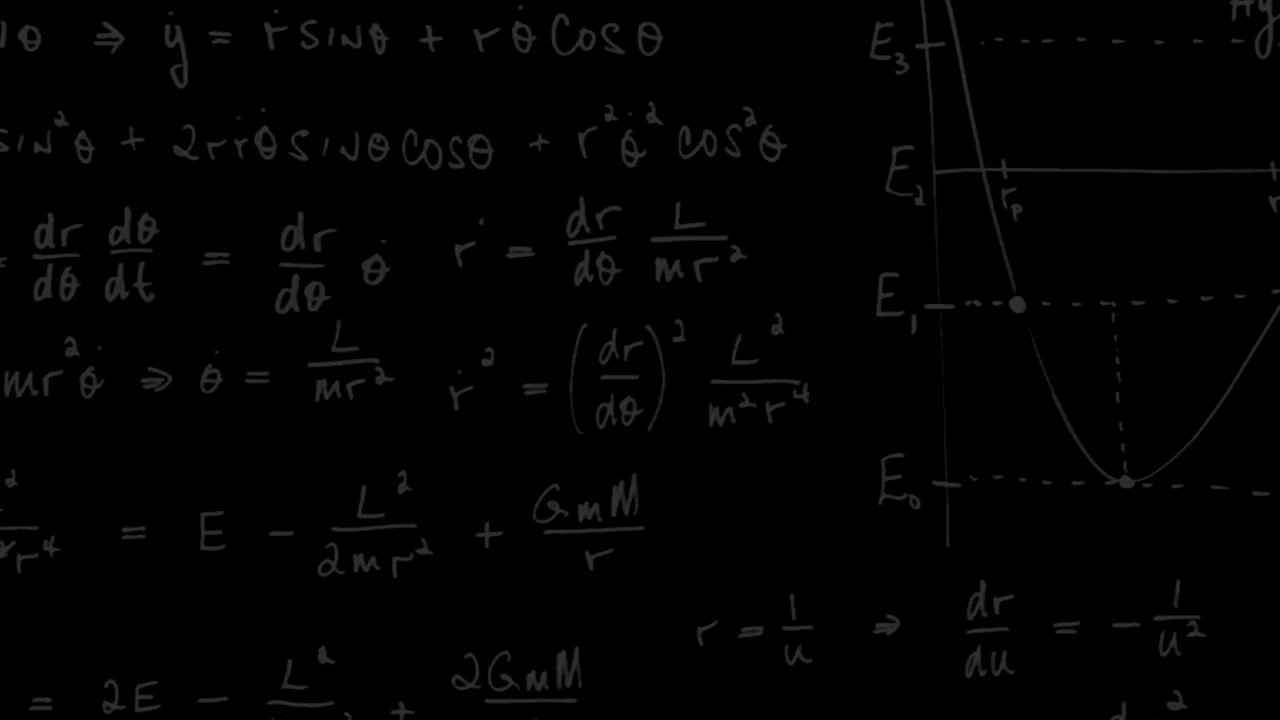 θ ⇒ ẏ = ṙ sinθ + r θ̇ cosθ
sin²θ + 2rṙθ̇ sinθ cosθ + r²θ̇² cos²θ
dr/dθ dθ/dt = dr/dθ θ̇
ṙ = dr/dθ L/mr²
mr²θ̇ ⇒ θ̇ = L/mr²
ṙ² = (dr/dθ)² L²/m²r⁴
= E - L²/2mr² + GmM/r
r = 1/u ⇒ dr/du = - 1/u²
= 2E - L² + 2GmM
E₃
E₂
r_p
E₁
E₀